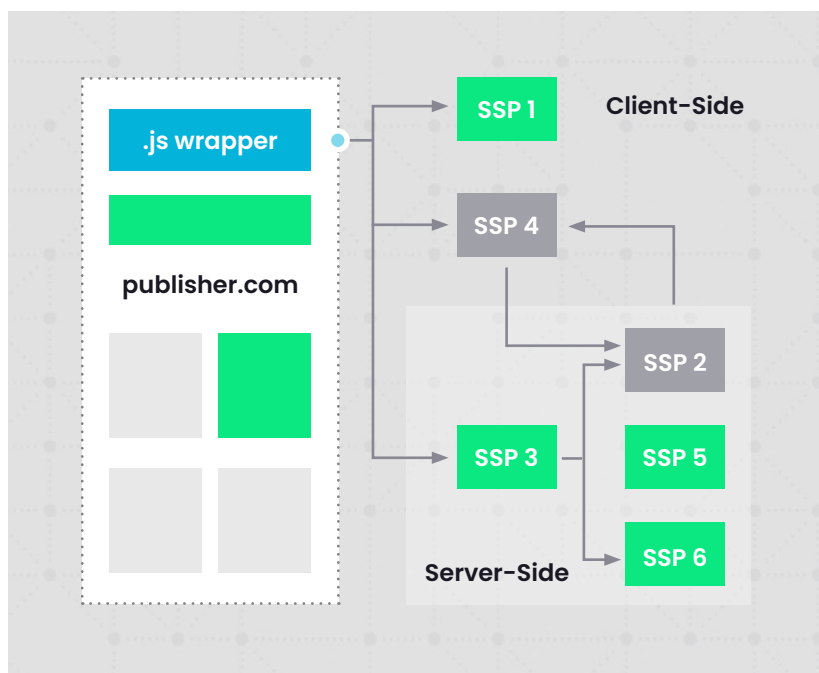 .js wrapper
publisher.com
SSP 1
Client-Side
SSP 4
SSP 2
SSP 3
SSP 5
SSP 6
Server-Side